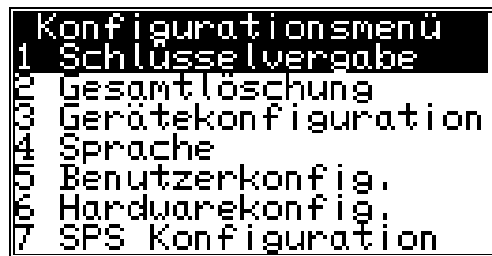 Konfigurationsmenü
1 Schlüsselvergabe
2 Gesamtlöschung
3 Gerätekonfiguration
4 Sprache
5 Benutzerkonfig.
6 Hardwarekonfig.
7 SPS Konfiguration